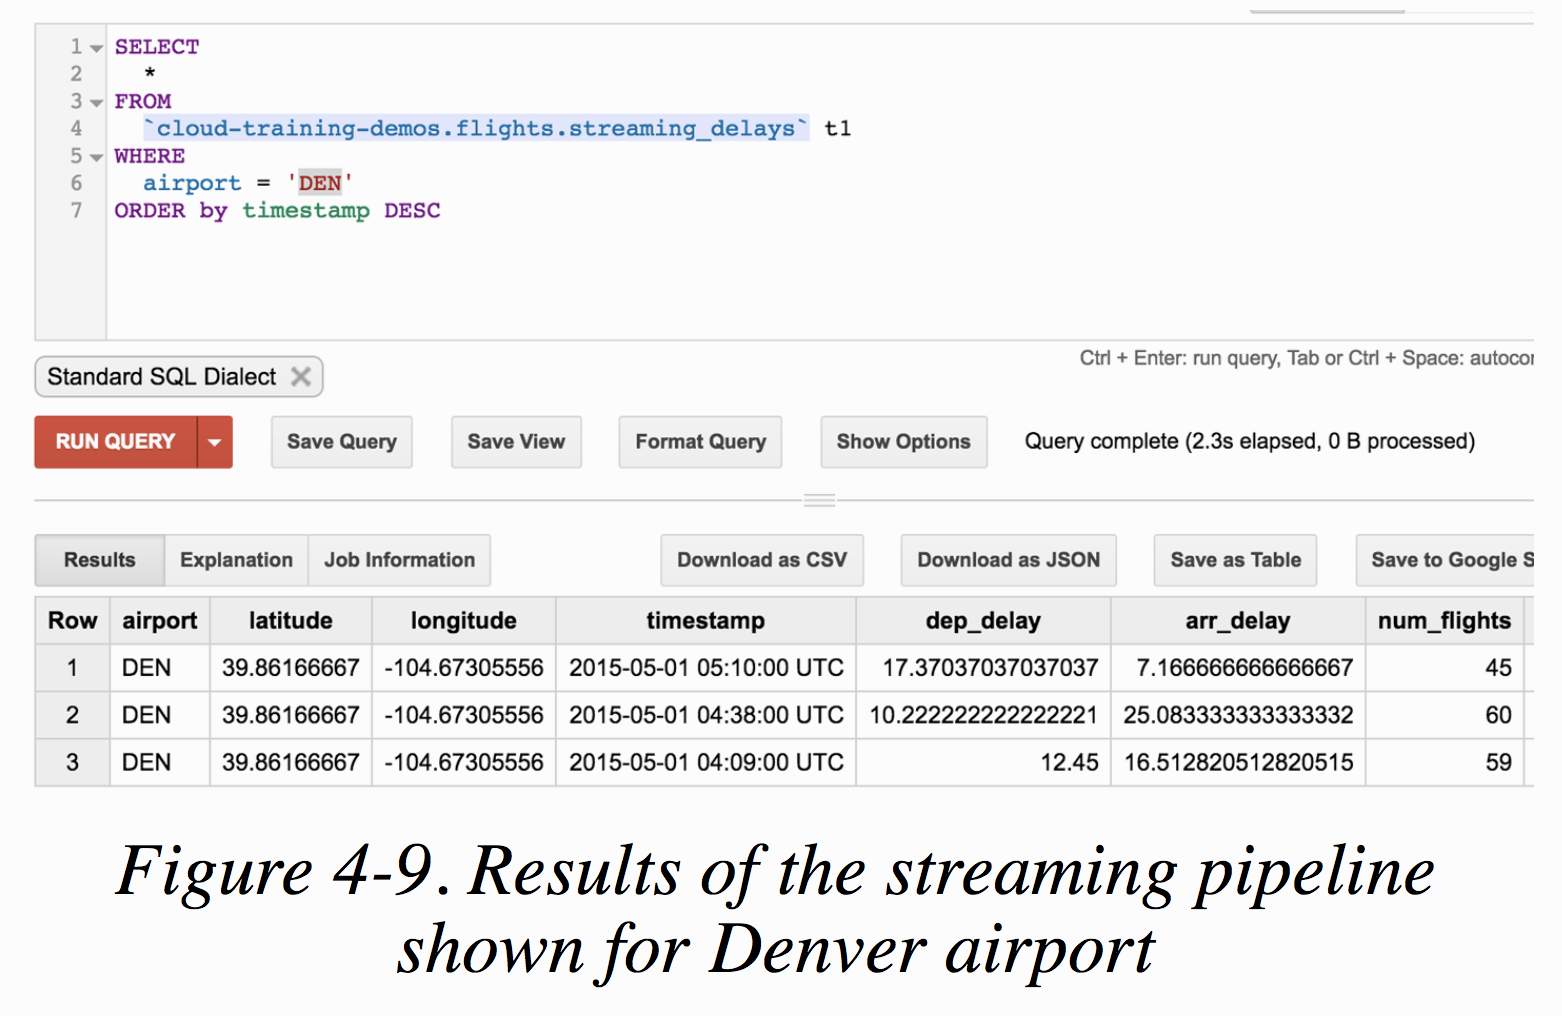 1 SELECT
2 *
3 FROM
4 `cloud-training-demos.flights.streaming_delays` t1
5 WHERE
6 airport = 'DEN'
7 ORDER by timestamp DESC
Ctrl + Enter: run query, Tab or Ctrl + Space: autocor
Standard SQL Dialect
RUN QUERY Save Query Save View Format Query Show Options Query complete (2.3s elapsed, 0 B processed)
Results Explanation Job Information Download as CSV Download as JSON Save as Table Save to Google S
Row airport latitude longitude timestamp dep_delay arr_delay num_flights
1 DEN 39.86166667 -104.67305556 2015-05-01 05:10:00 UTC 17.37037037037037 7.166666666666667 45
2 DEN 39.86166667 -104.67305556 2015-05-01 04:38:00 UTC 10.222222222222221 25.083333333333332 60
3 DEN 39.86166667 -104.67305556 2015-05-01 04:09:00 UTC 12.45 16.512820512820515 59
Figure 4-9. Results of the streaming pipeline
shown for Denver airport